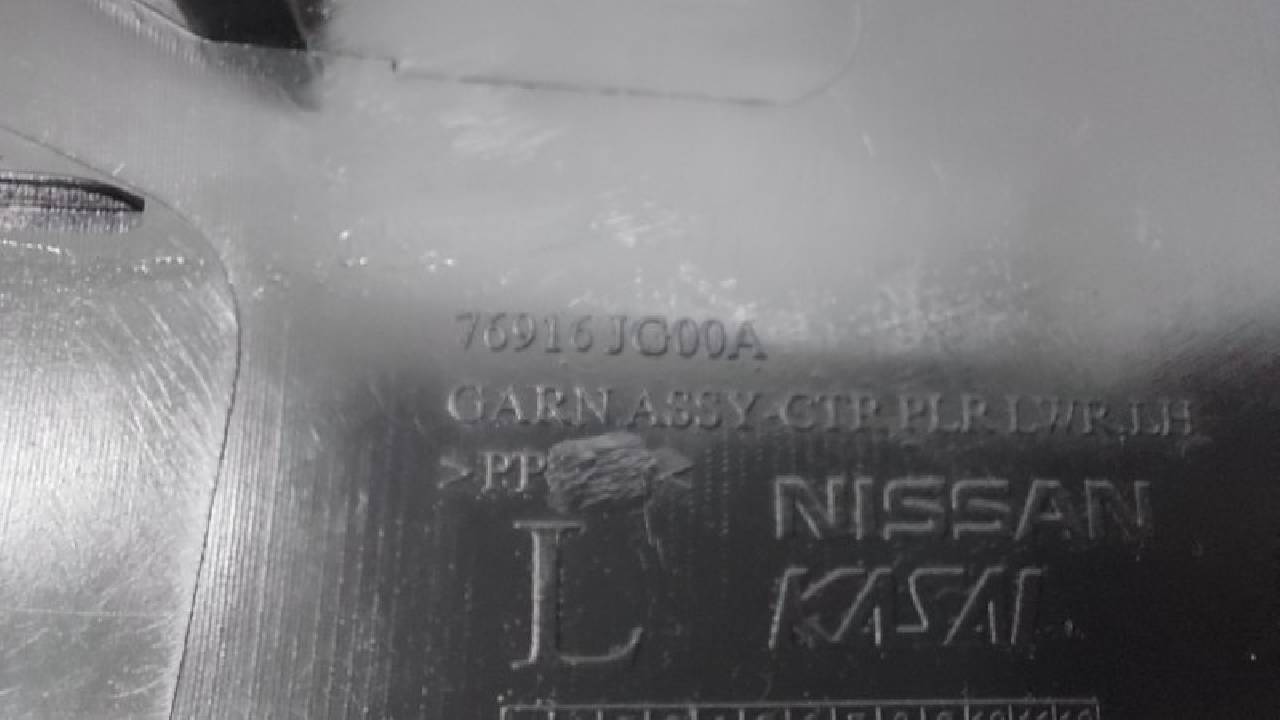 76916 JG00A
GARN ASSY-CTR PLR LWR,LH
>PP<
L
NISSAN
KASAI